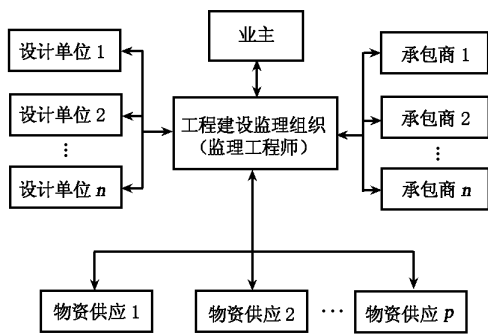 业主
设计单位 1
设计单位 2
⋮
设计单位 n
工程建设监理组织
（监理工程师）
承包商 1
承包商 2
⋮
承包商 n
物资供应 1
物资供应 2
…
物资供应 p